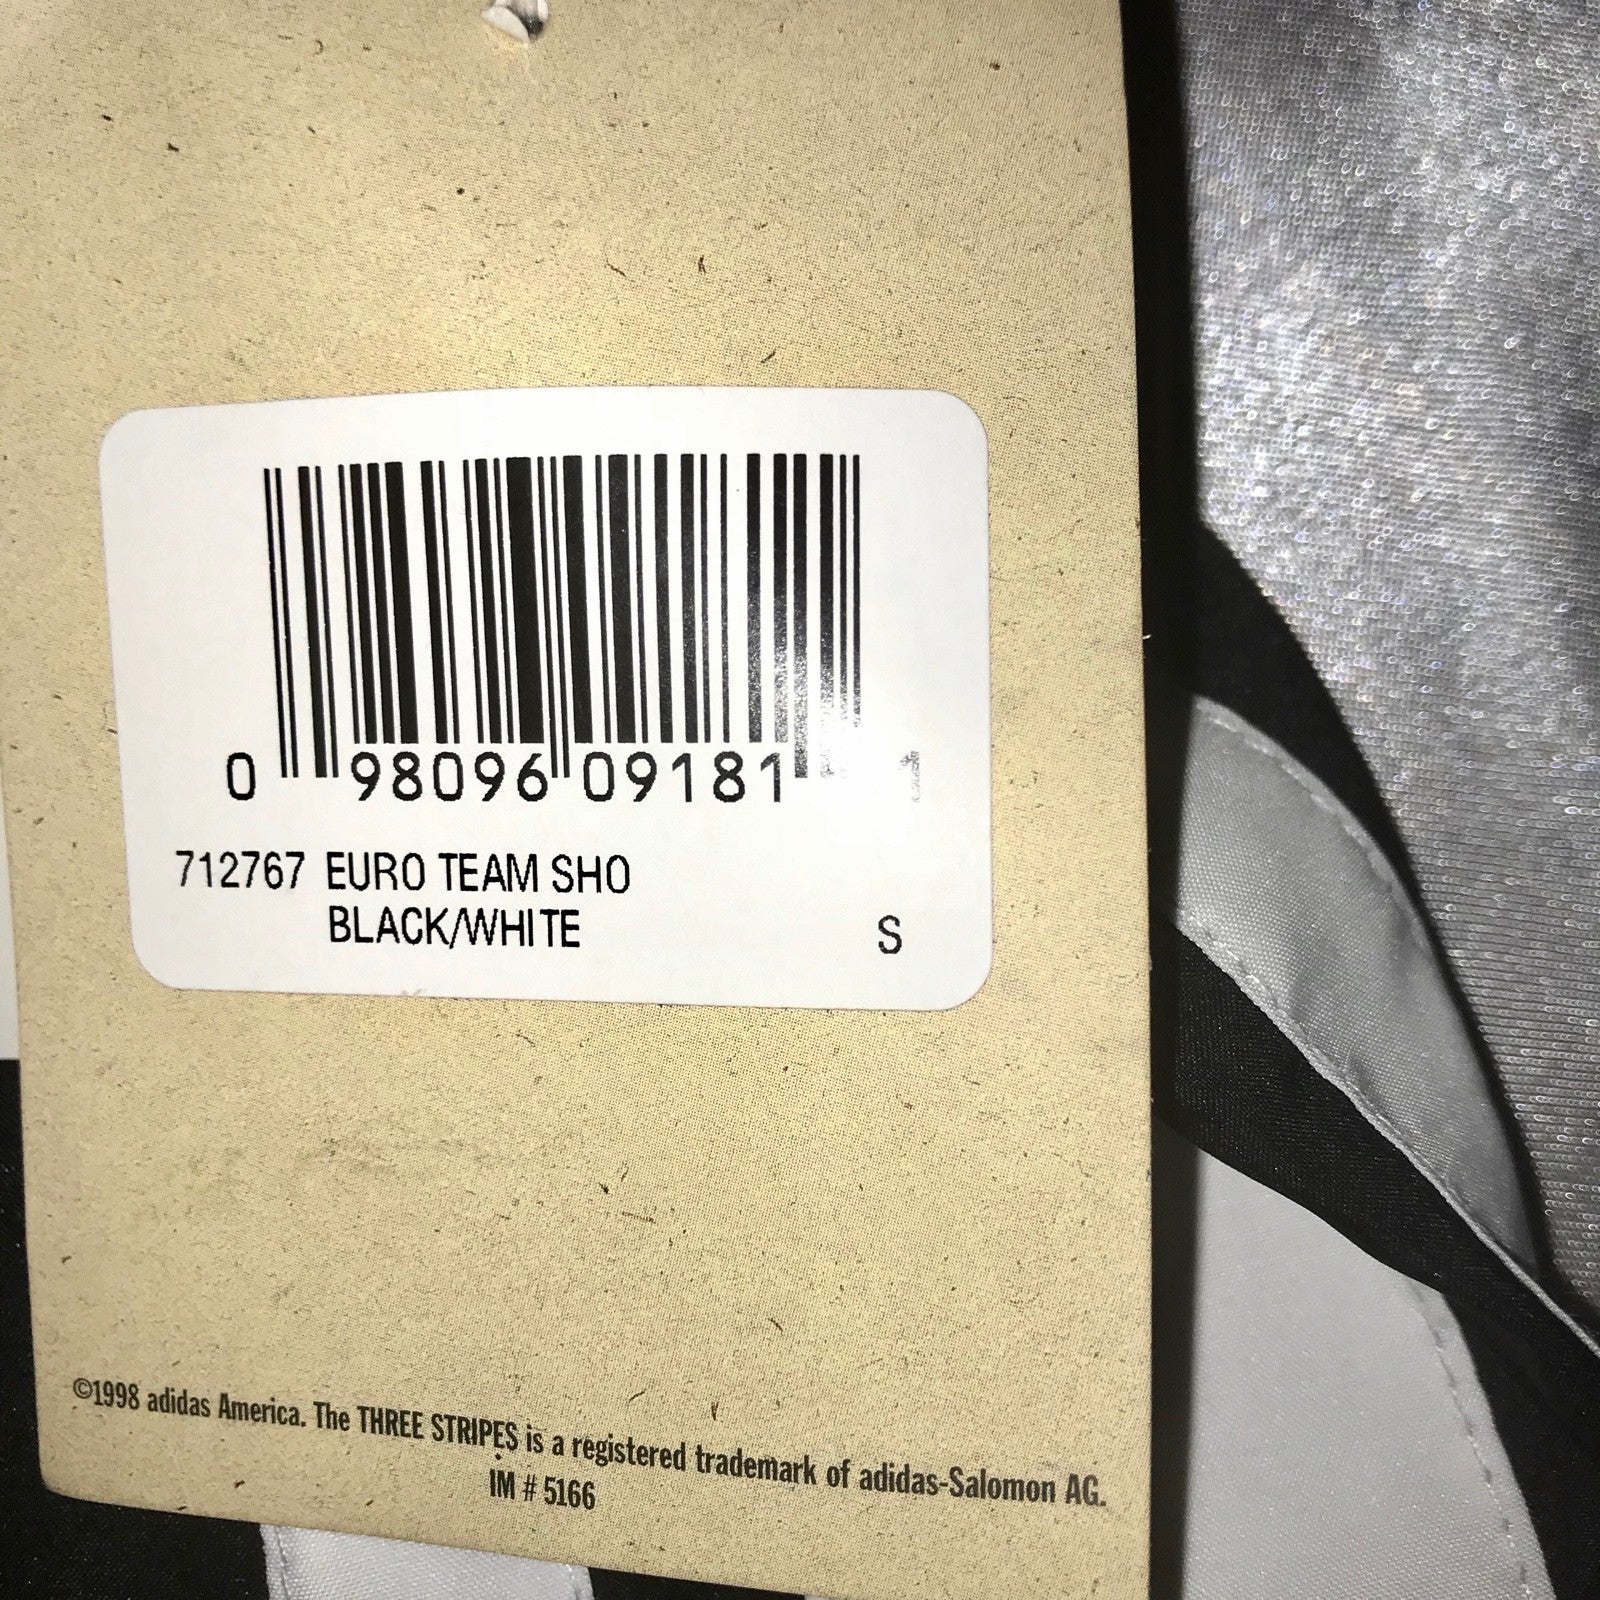 0 98096 09181 1
712767 EURO TEAM SHO
BLACK/WHITE S
©1998 adidas America. The THREE STRIPES is a registered trademark of adidas-Salomon AG.
IM # 5166